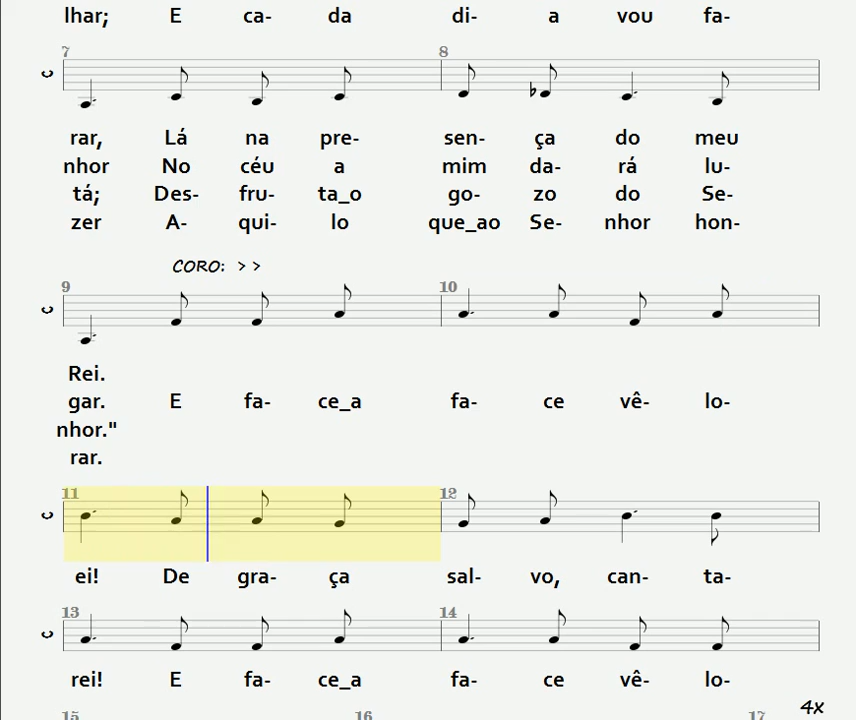 lhar; E ca- da di- a vou fa-
7 8
rar, Lá na pre- sen- ça do meu
nhor No céu a mim da- rá lu-
tá; Des- fru- ta_o go- zo do Se-
zer A- qui- lo que_ao Se- nhor hon-
CORO: > >
9 10
Rei.
gar. E fa- ce_a fa- ce vê- lo-
nhor."
rar.
11 12
ei! De gra- ça sal- vo, can- ta-
13 14
rei! E fa- ce_a fa- ce vê- lo-
4x
15 16 17